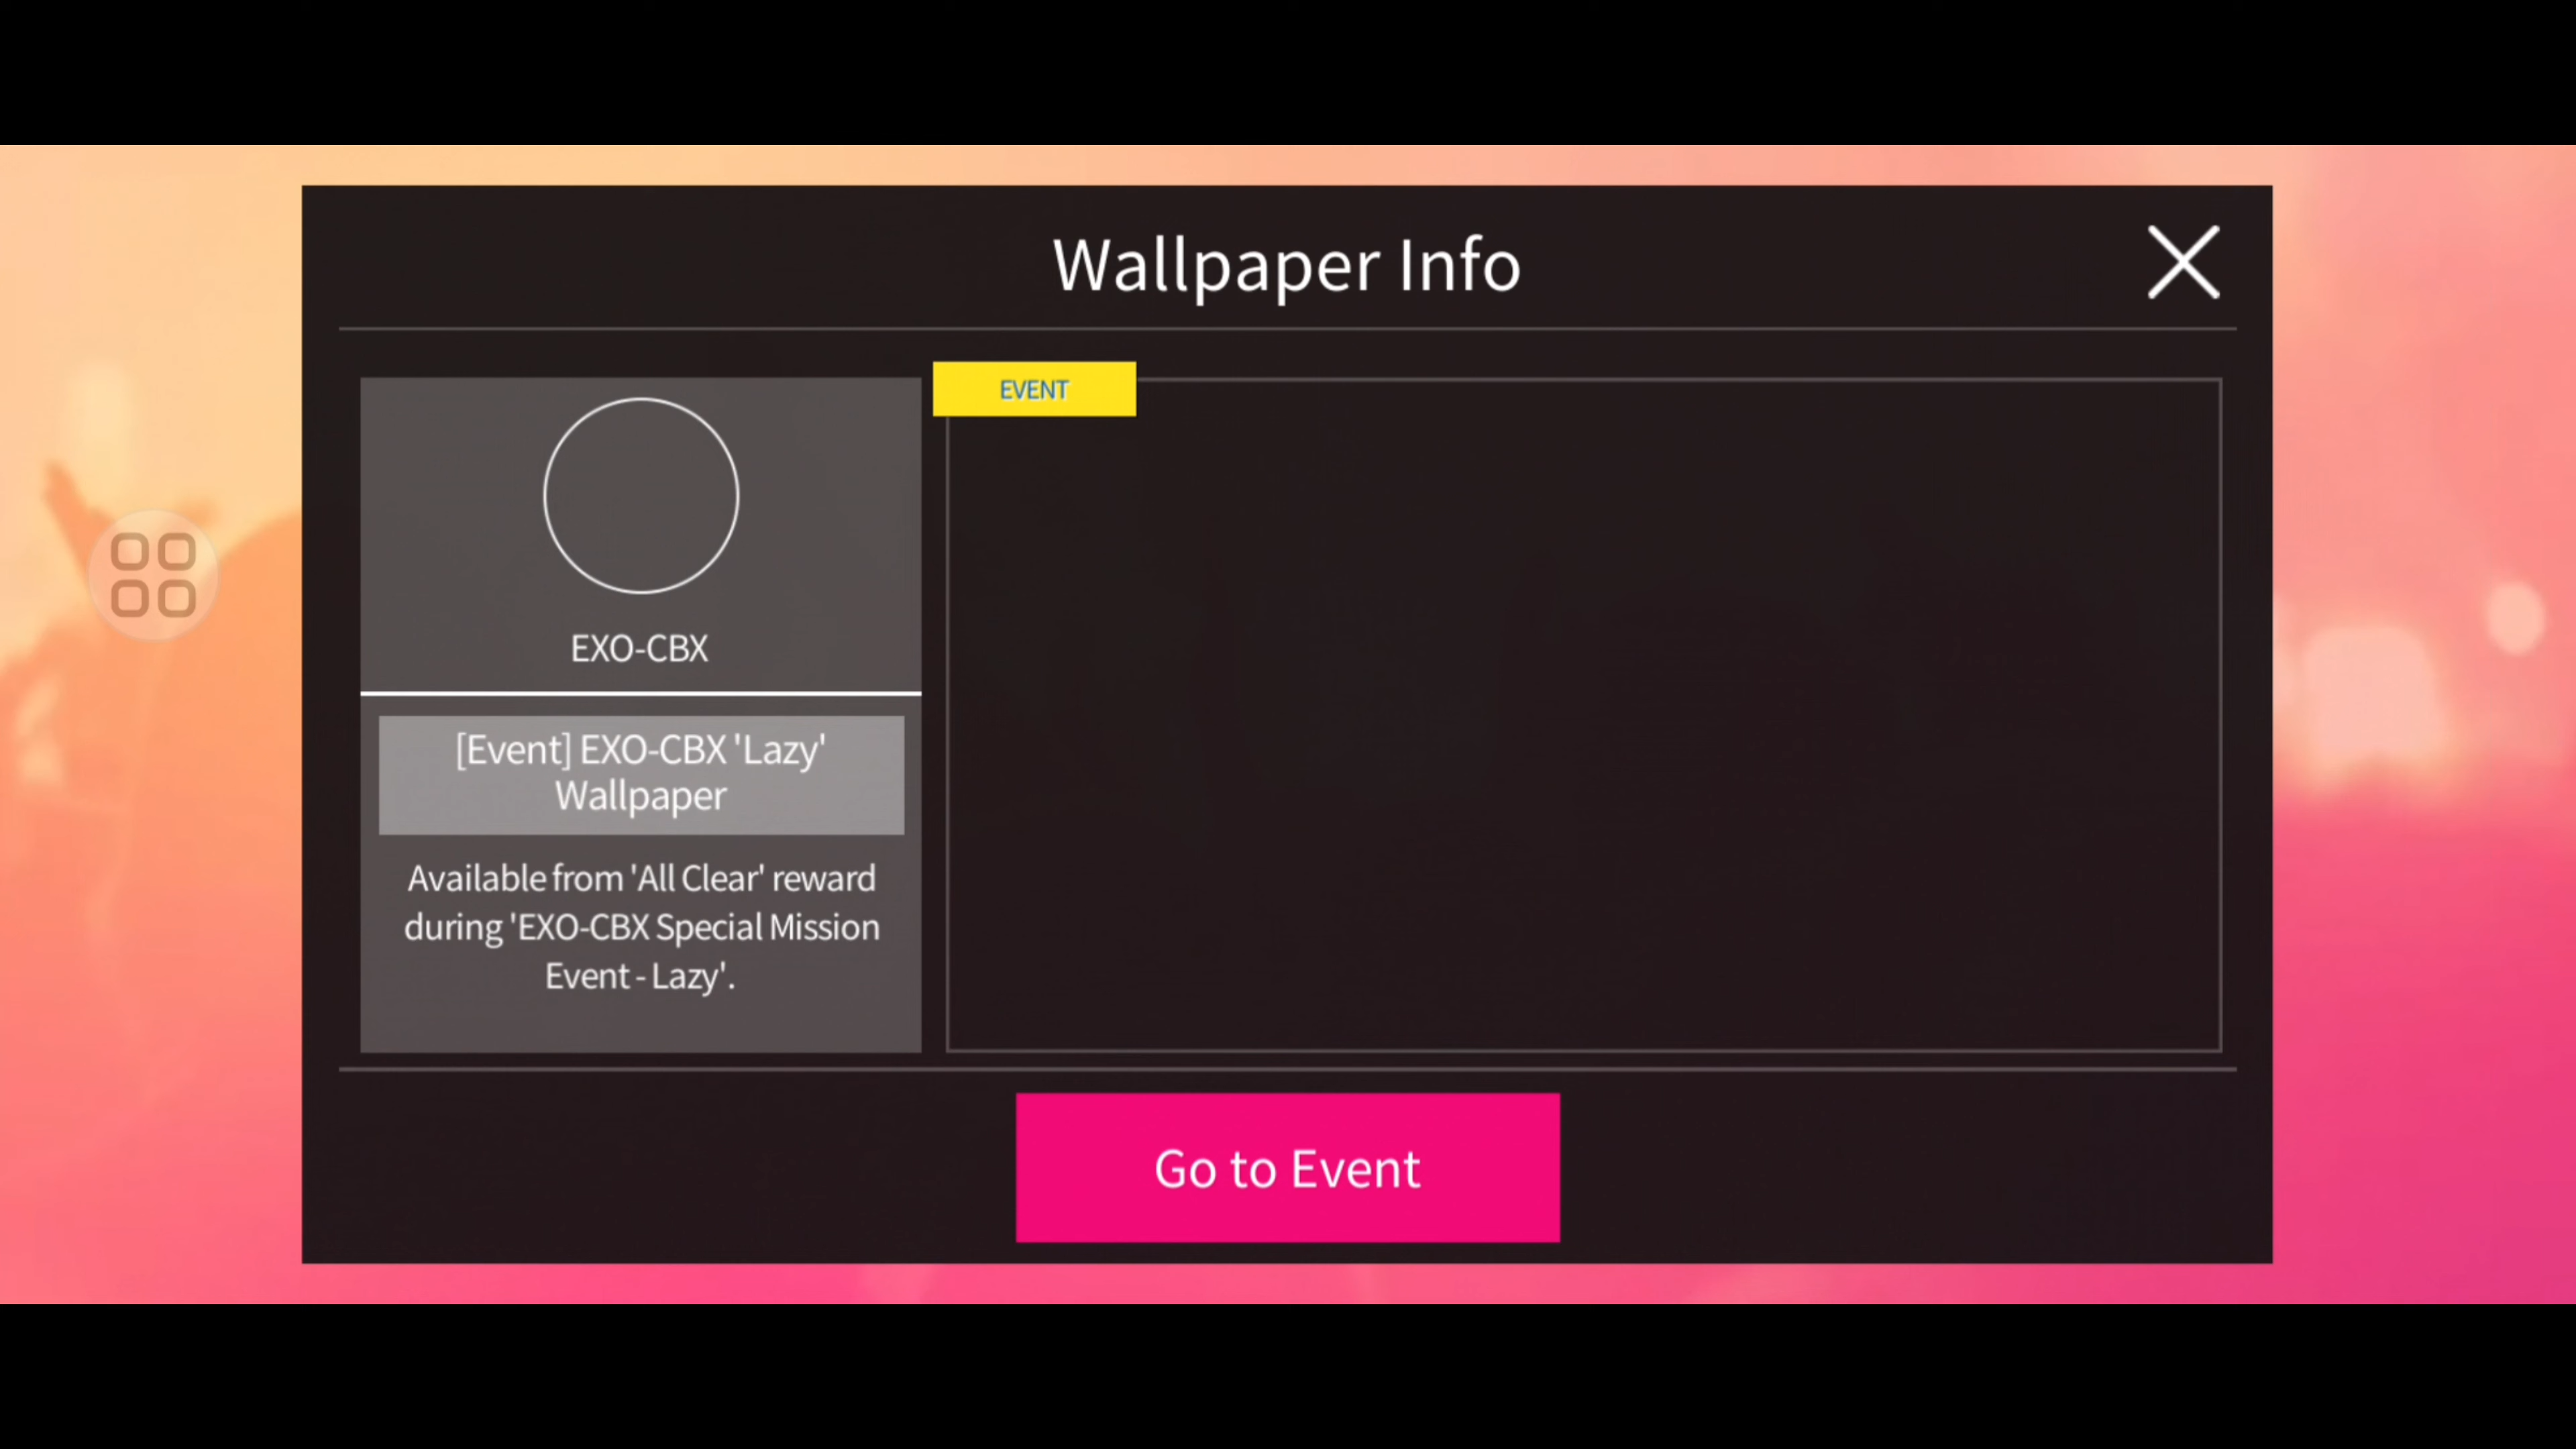 Wallpaper Info
EVENT
EXO-CBX
[Event] EXO-CBX 'Lazy'
Wallpaper
Available from 'All Clear' reward
during 'EXO-CBX Special Mission
Event - Lazy'.
Go to Event